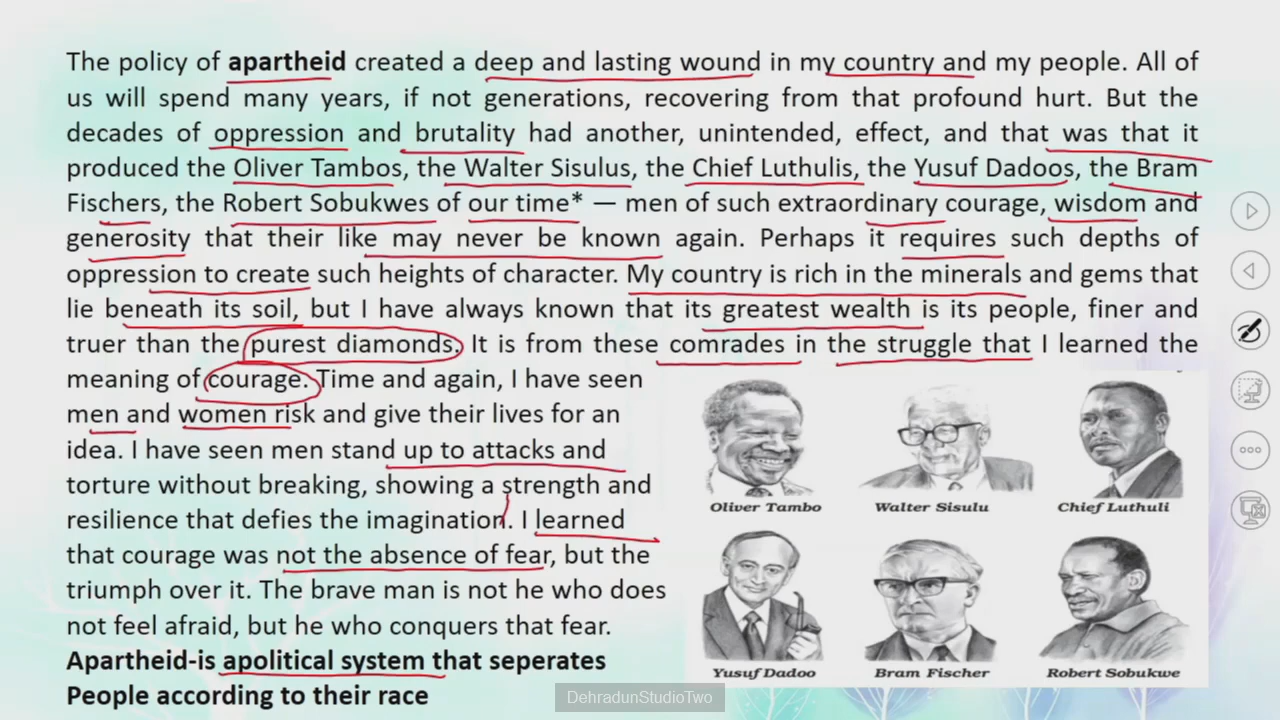 The policy of apartheid created a deep and lasting wound in my country and my people. All of
us will spend many years, if not generations, recovering from that profound hurt. But the
decades of oppression and brutality had another, unintended, effect, and that was that it
produced the Oliver Tambos, the Walter Sisulus, the Chief Luthulis, the Yusuf Dadoos, the Bram
Fischers, the Robert Sobukwes of our time* — men of such extraordinary courage, wisdom and
generosity that their like may never be known again. Perhaps it requires such depths of
oppression to create such heights of character. My country is rich in the minerals and gems that
lie beneath its soil, but I have always known that its greatest wealth is its people, finer and
truer than the purest diamonds. It is from these comrades in the struggle that I learned the
meaning of courage. Time and again, I have seen
men and women risk and give their lives for an
idea. I have seen men stand up to attacks and
torture without breaking, showing a strength and
resilience that defies the imagination. I learned
that courage was not the absence of fear, but the
triumph over it. The brave man is not he who does
not feel afraid, but he who conquers that fear.
Apartheid-is apolitical system that seperates
People according to their race
Oliver Tambo
Walter Sisulu
Chief Luthuli
Yusuf Dadoo
Bram Fischer
Robert Sobukwe
DehradunStudioTwo